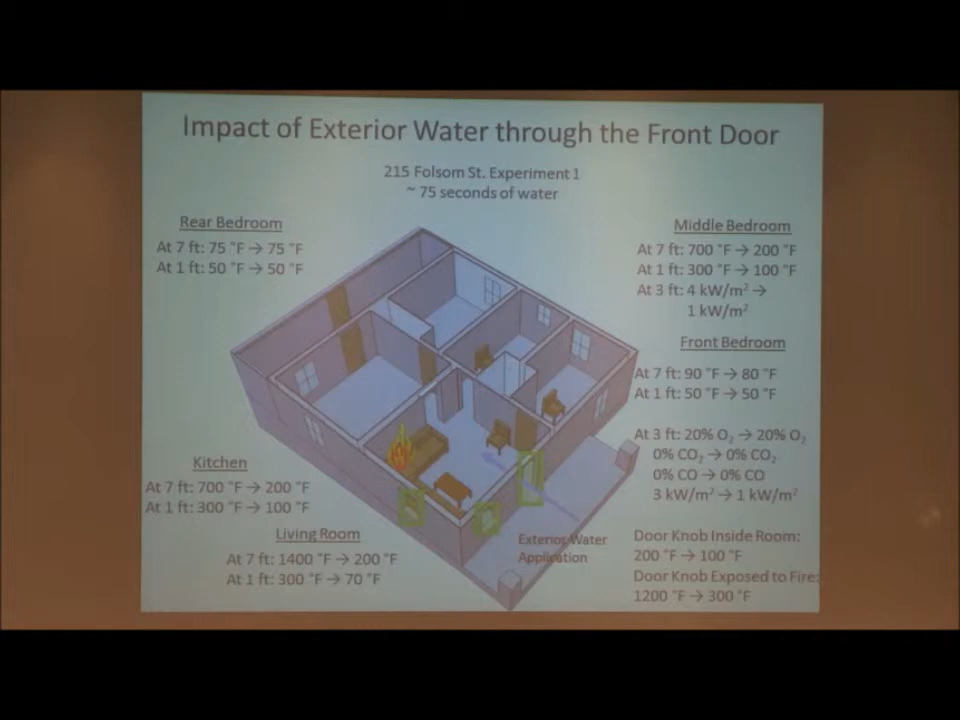 Impact of Exterior Water through the Front Door
215 Folsom St. Experiment 1
~ 75 seconds of water
Rear Bedroom
At 7 ft: 75 °F → 75 °F
At 1 ft: 50 °F → 50 °F
Middle Bedroom
At 7 ft: 700 °F → 200 °F
At 1 ft: 300 °F → 100 °F
At 3 ft: 4 kW/m² →
1 kW/m²
Front Bedroom
At 7 ft: 90 °F → 80 °F
At 1 ft: 50 °F → 50 °F
At 3 ft: 20% O₂ → 20% O₂
0% CO₂ → 0% CO₂
0% CO → 0% CO
3 kW/m² → 1 kW/m²
Kitchen
At 7 ft: 700 °F → 200 °F
At 1 ft: 300 °F → 100 °F
Living Room
At 7 ft: 1400 °F → 200 °F
At 1 ft: 300 °F → 70 °F
Exterior Water
Application
Door Knob Inside Room:
200 °F → 100 °F
Door Knob Exposed to Fire:
1200 °F → 300 °F